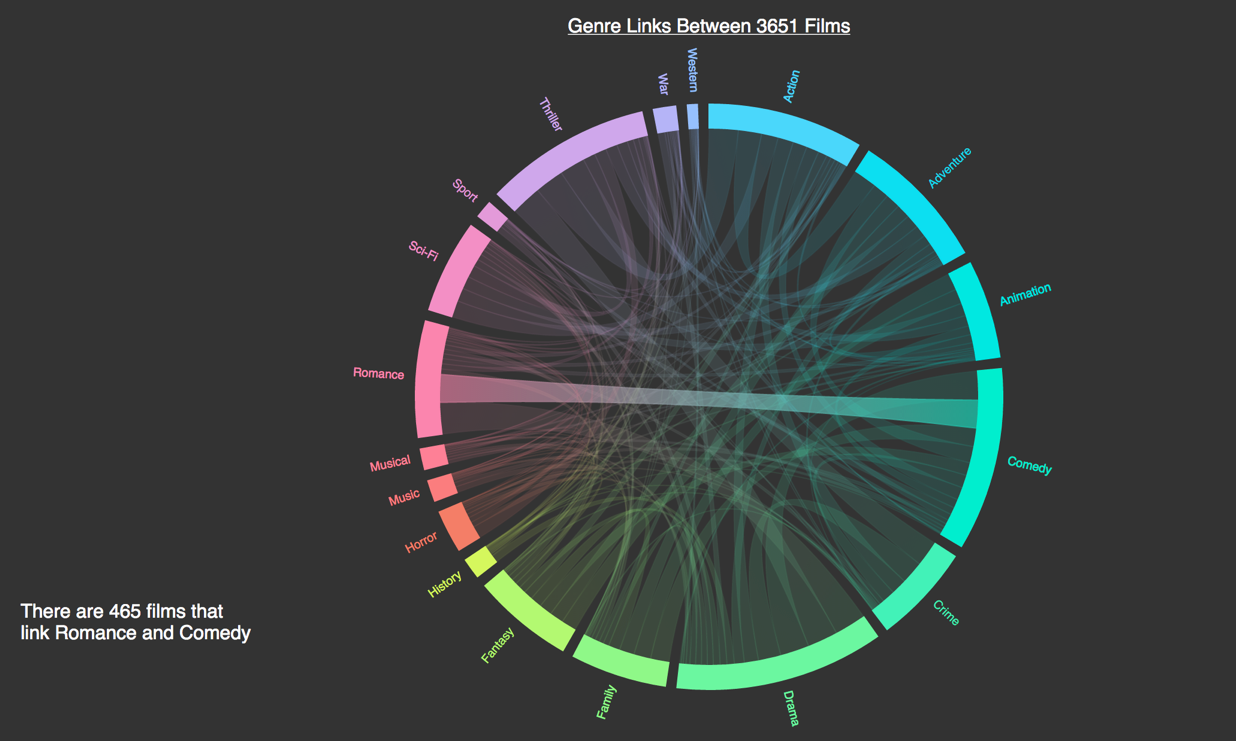 Genre Links Between 3651 Films
Western
War
Action
Thriller
Adventure
Sport
Sci-Fi
Animation
Romance
Musical
Comedy
Music
Horror
History
Crime
Fantasy
Family
Drama
There are 465 films that
link Romance and Comedy